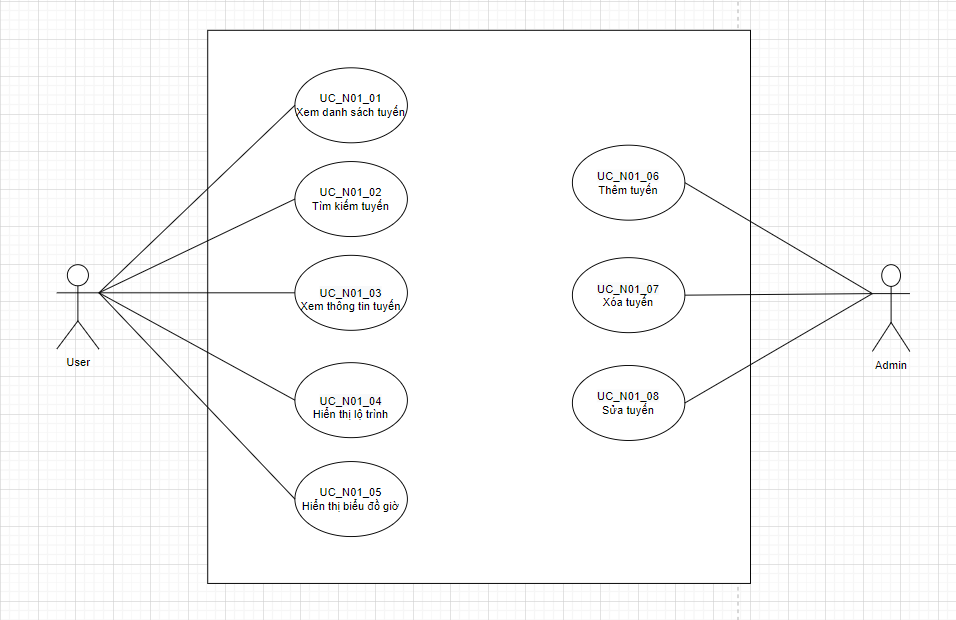 UC_N01_01
Xem danh sách tuyến
UC_N01_02
Tìm kiếm tuyến
UC_N01_03
Xem thông tin tuyến
UC_N01_04
Hiển thị lộ trình
UC_N01_05
Hiển thị biểu đồ giờ
UC_N01_06
Thêm tuyến
UC_N01_07
Xóa tuyến
UC_N01_08
Sửa tuyến
User
Admin